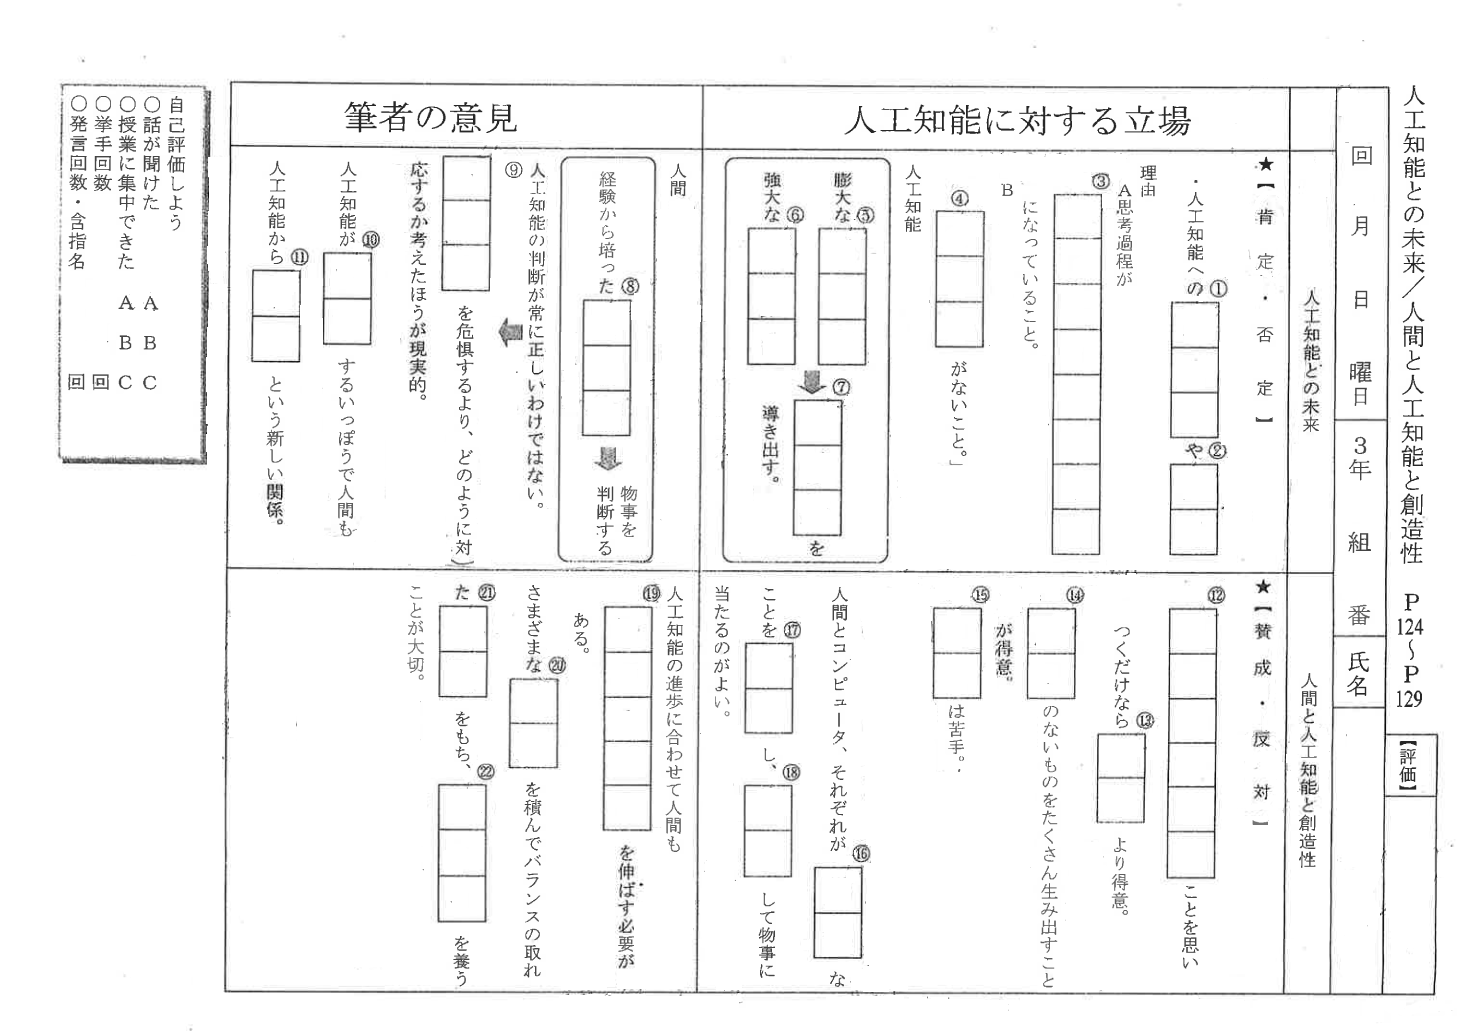 人工知能との未来／人間と人工知能と創造性　P124～P129
【評価】
回　月　日　曜日　3年　組　番　氏名
人工知能との未来
人間と人工知能と創造性
人工知能に対する立場
★【肯定・否定】
・人工知能への①や②
理由
A思考過程が③
になっていること。
B④がないこと。」
人工知能
膨大な⑤
強大な⑥
⑦を
導き出す。
★【賛成・反対】
⑫ことを思い
つくだけなら⑬より得意。
⑭のないものをたくさん生み出すこと
が得意。
⑮は苦手。
人間とコンピュータ、それぞれが⑯な
ことを⑰し、⑱して物事に
当たるのがよい。
筆者の意見
人間
経験から培った⑧
物事を
判断する
人工知能の判断が常に正しいわけではない。
⑨を危惧するより、どのように対
応するか考えたほうが現実的。
人工知能が⑩するいっぽうで人間も
人工知能から⑪という新しい関係。
人工知能の進歩に合わせて人間も
⑲を伸ばす必要が
ある。
さまざまな⑳を積んでバランスの取れ
た㉑をもち、㉒を養う
ことが大切。
自己評価しよう
○話が聞けた　A　B　C
○授業に集中できた　A　B　C
○挙手回数　回
○発言回数・含指名　回